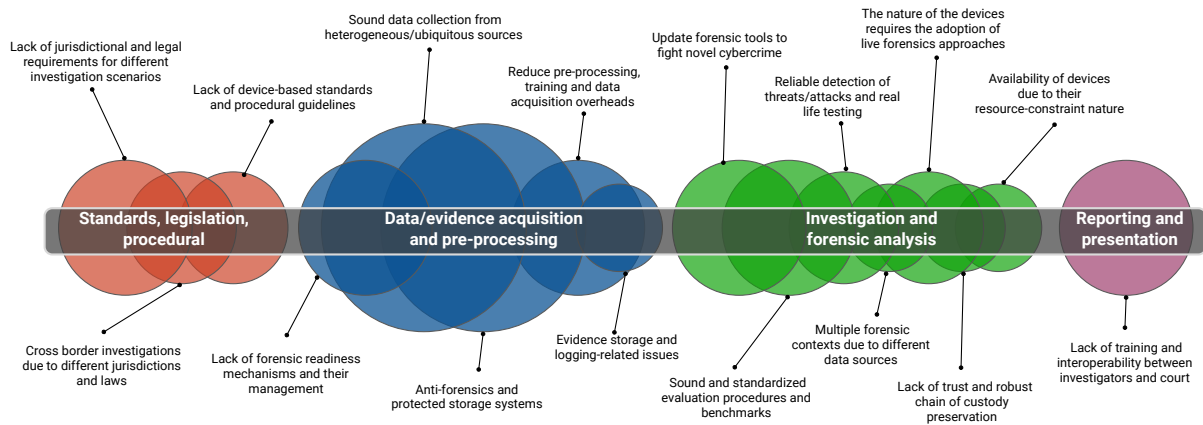 Lack of jurisdictional and legal
requirements for different
investigation scenarios
Lack of device-based standards
and procedural guidelines
Sound data collection from
heterogeneous/ubiquitous sources
Reduce pre-processing,
training and data
acquisition overheads
Update forensic tools to
fight novel cybercrime
Reliable detection of
threats/attacks and real
life testing
The nature of the devices
requires the adoption of
live forensics approaches
Availability of devices
due to their
resource-constraint nature
Standards, legislation,
procedural
Data/evidence acquisition
and pre-processing
Investigation and
forensic analysis
Reporting and
presentation
Cross border investigations
due to different jurisdictions
and laws
Lack of forensic readiness
mechanisms and their
management
Anti-forensics and
protected storage systems
Evidence storage and
logging-related issues
Sound and standardized
evaluation procedures and
benchmarks
Multiple forensic
contexts due to different
data sources
Lack of trust and robust
chain of custody
preservation
Lack of training and
interoperability between
investigators and court